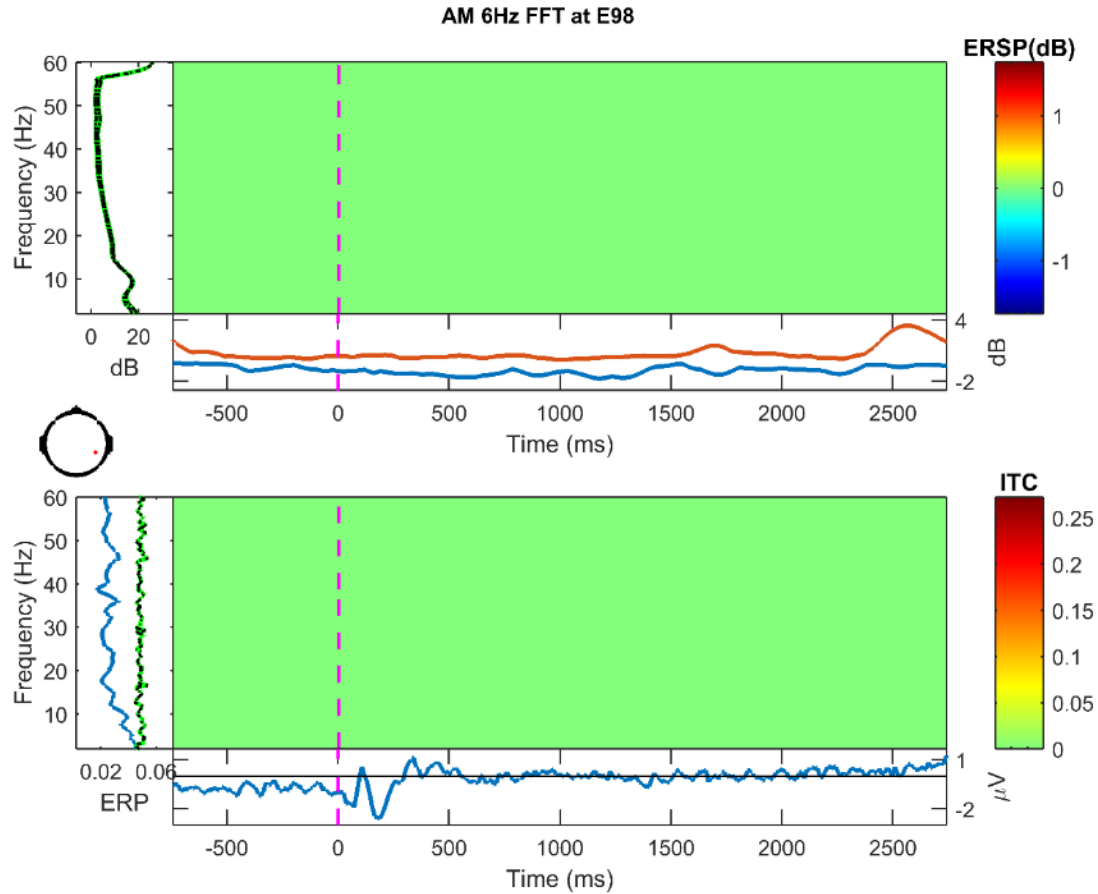 AM 6Hz FFT at E98
ERSP(dB)
60
50
40
30
20
10
Frequency (Hz)
1
0
-1
0 20
dB
4
-2
dB
-500 0 500 1000 1500 2000 2500
Time (ms)
ITC
60
50
40
30
20
10
Frequency (Hz)
0.25
0.2
0.15
0.1
0.05
0
0.02 0.06
ERP
1
-2
μV
-500 0 500 1000 1500 2000 2500
Time (ms)